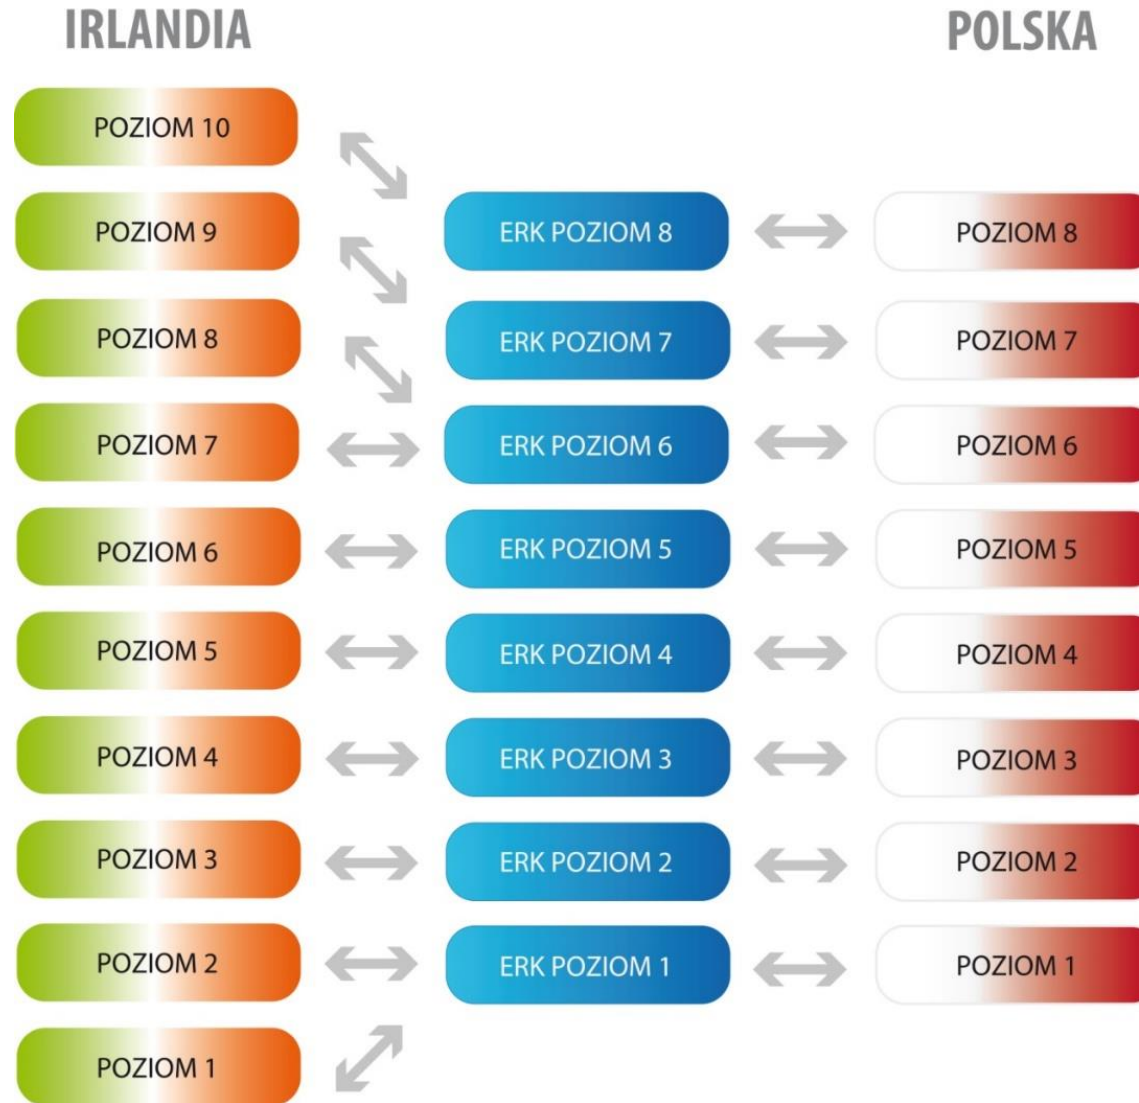 IRLANDIA
POLSKA
POZIOM 10
POZIOM 9
ERK POZIOM 8
POZIOM 8
POZIOM 8
ERK POZIOM 7
POZIOM 7
POZIOM 7
ERK POZIOM 6
POZIOM 6
POZIOM 6
ERK POZIOM 5
POZIOM 5
POZIOM 5
ERK POZIOM 4
POZIOM 4
POZIOM 4
ERK POZIOM 3
POZIOM 3
POZIOM 3
ERK POZIOM 2
POZIOM 2
POZIOM 2
ERK POZIOM 1
POZIOM 1
POZIOM 1